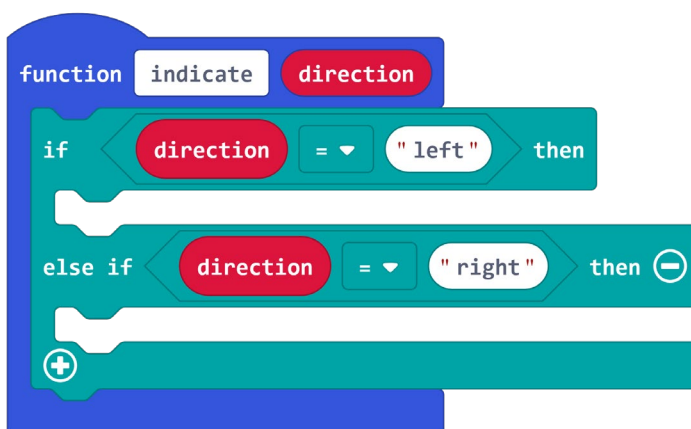 function indicate direction
if direction = "left" then
else if direction = "right" then